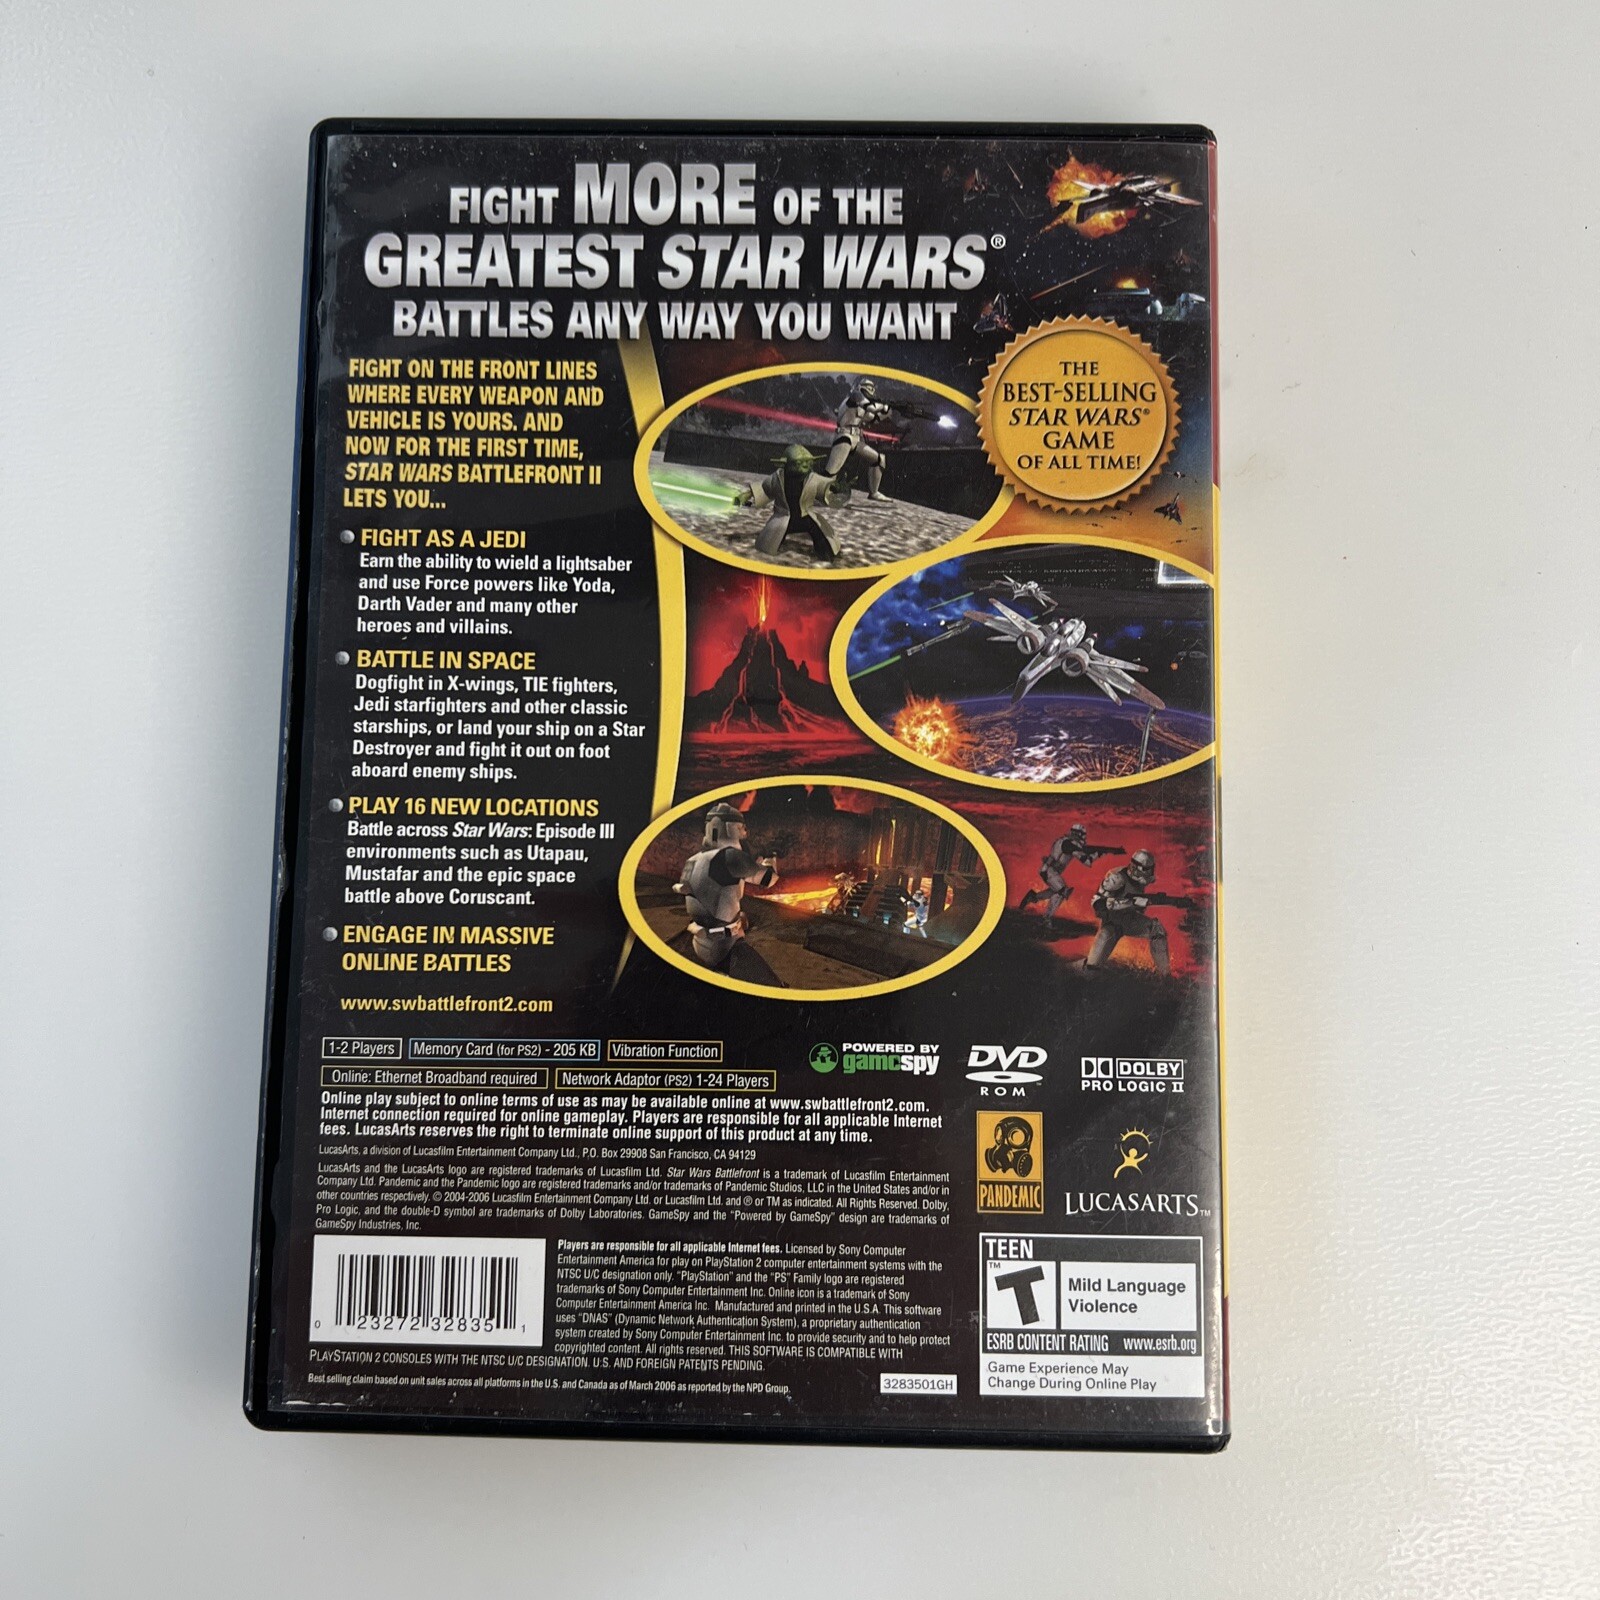 FIGHT MORE OF THE
GREATEST STAR WARS®
BATTLES ANY WAY YOU WANT
FIGHT ON THE FRONT LINES
WHERE EVERY WEAPON AND
VEHICLE IS YOURS. AND
NOW FOR THE FIRST TIME,
STAR WARS BATTLEFRONT II
LETS YOU...
FIGHT AS A JEDI
Earn the ability to wield a lightsaber
and use Force powers like Yoda,
Darth Vader and many other
heroes and villains.
BATTLE IN SPACE
Dogfight in X-wings, TIE fighters,
Jedi starfighters and other classic
starships, or land your ship on a Star
Destroyer and fight it out on foot
aboard enemy ships.
PLAY 16 NEW LOCATIONS
Battle across Star Wars: Episode III
environments such as Utapau,
Mustafar and the epic space
battle above Coruscant.
ENGAGE IN MASSIVE
ONLINE BATTLES
www.swbattlefront2.com
THE
BEST-SELLING
STAR WARS®
GAME
OF ALL TIME!
1-2 Players
Memory Card (for PS2) - 205 KB
Vibration Function
Online: Ethernet Broadband required
Network Adaptor (PS2) 1-24 Players
POWERED BY
gamespy
DVD
ROM
DOLBY
PRO LOGIC II
Online play subject to online terms of use as may be available online at www.swbattlefront2.com.
Internet connection required for online gameplay. Players are responsible for all applicable Internet
fees. LucasArts reserves the right to terminate online support of this product at any time.
LucasArts, a division of Lucasfilm Entertainment Company Ltd., P.O. Box 29908 San Francisco, CA 94129
LucasArts and the LucasArts logo are registered trademarks of Lucasfilm Ltd. Star Wars Battlefront is a trademark of Lucasfilm Entertainment
Company Ltd. Pandemic and the Pandemic logo are registered trademarks and/or trademarks of Pandemic Studios, LLC in the United States and/or in
other countries respectively. © 2004-2006 Lucasfilm Entertainment Company Ltd. or Lucasfilm Ltd. and ® or TM as indicated. All Rights Reserved. Dolby,
Pro Logic, and the double-D symbol are trademarks of Dolby Laboratories. GameSpy and the "Powered by GameSpy" design are trademarks of
GameSpy Industries, Inc.
PANDEMIC
LUCASARTS™
0 23272 32835 1
Players are responsible for all applicable Internet fees. Licensed by Sony Computer
Entertainment America for play on PlayStation 2 computer entertainment systems with the
NTSC U/C designation only. "PlayStation" and the "PS" Family logo are registered
trademarks of Sony Computer Entertainment Inc. Online icon is a trademark of Sony
Computer Entertainment America Inc. Manufactured and printed in the U.S.A. This software
uses "DNAS" (Dynamic Network Authentication System), a proprietary authentication
system created by Sony Computer Entertainment Inc. to provide security and to help protect
copyrighted content. All rights reserved. THIS SOFTWARE IS COMPATIBLE WITH
PLAYSTATION 2 CONSOLES WITH THE NTSC U/C DESIGNATION. U.S. AND FOREIGN PATENTS PENDING.
Best selling claim based on unit sales across all platforms in the U.S. and Canada as of March 2006 as reported by the NPD Group.
3283501GH
TEEN
T™
Mild Language
Violence
ESRB CONTENT RATING www.esrb.org
Game Experience May
Change During Online Play